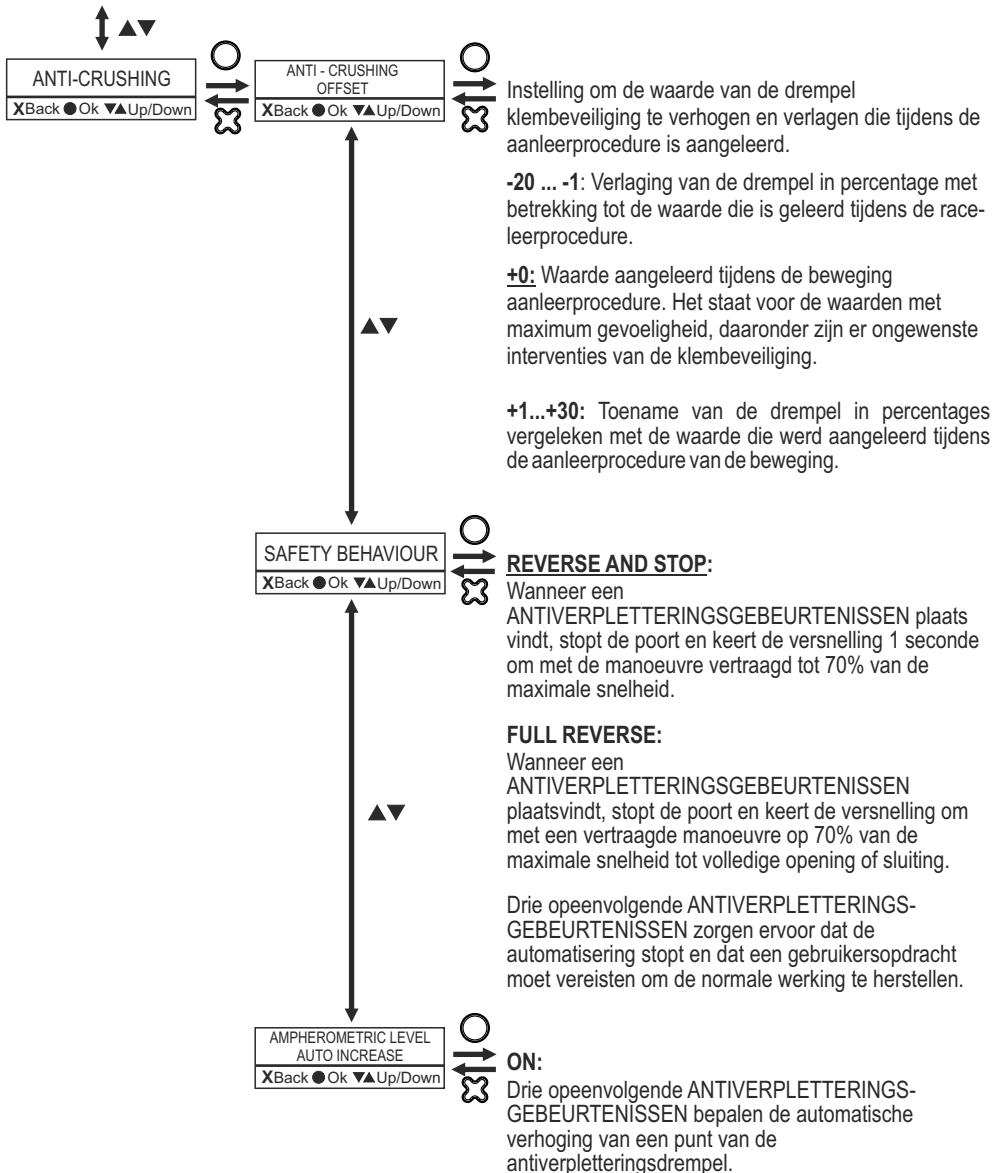 ▲▼
ANTI-CRUSHING
XBack ● Ok ▼▲Up/Down
ANTI - CRUSHING
OFFSET
XBack ● Ok ▼▲Up/Down
Instelling om de waarde van de drempel
klembeveiliging te verhogen en verlagen die tijdens de
aanleerprocedure is aangeleerd.
-20 ... -1: Verlaging van de drempel in percentage met
betrekking tot de waarde die is geleerd tijdens de race-
leerprocedure.
+0: Waarde aangeleerd tijdens de beweging
aanleerprocedure. Het staat voor de waarden met
maximum gevoeligheid, daaronder zijn er ongewenste
interventies van de klembeveiliging.
▲▼
+1...+30: Toename van de drempel in percentages
vergeleken met de waarde die werd aangeleerd tijdens
de aanleerprocedure van de beweging.
SAFETY BEHAVIOUR
XBack ● Ok ▼▲Up/Down
REVERSE AND STOP:
Wanneer een
ANTIVERPLETTERINGSGEBEURTENISSEN plaats
vindt, stopt de poort en keert de versnelling 1 seconde
om met de manoeuvre vertraagd tot 70% van de
maximale snelheid.
FULL REVERSE:
Wanneer een
ANTIVERPLETTERINGSGEBEURTENISSEN
plaatsvindt, stopt de poort en keert de versnelling om
met een vertraagde manoeuvre op 70% van de
maximale snelheid tot volledige opening of sluiting.
▲▼
Drie opeenvolgende ANTIVERPLETTERINGS-
GEBEURTENISSEN zorgen ervoor dat de
automatisering stopt en dat een gebruikersopdracht
moet vereisten om de normale werking te herstellen.
AMPHEROMETRIC LEVEL
AUTO INCREASE
XBack ● Ok ▼▲Up/Down
ON:
Drie opeenvolgende ANTIVERPLETTERINGS-
GEBEURTENISSEN bepalen de automatische
verhoging van een punt van de
antiverpletteringsdrempel.